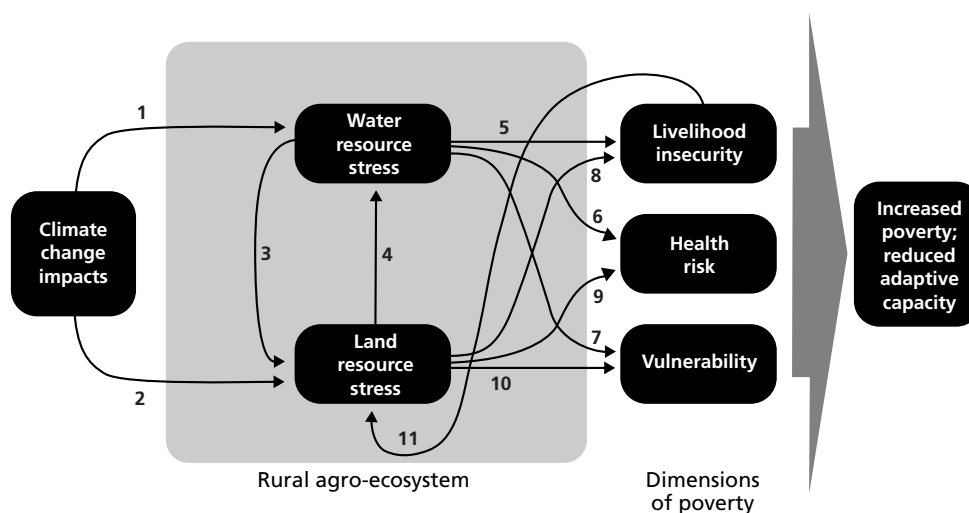 1
Water
resource
stress
5
Livelihood
insecurity
8
Climate
change
impacts
3
4
6
Health
risk
9
Increased
poverty;
reduced
adaptive
capacity
2
Land
resource
stress
7
Vulnerability
10
11
Rural agro-ecosystem
Dimensions
of poverty